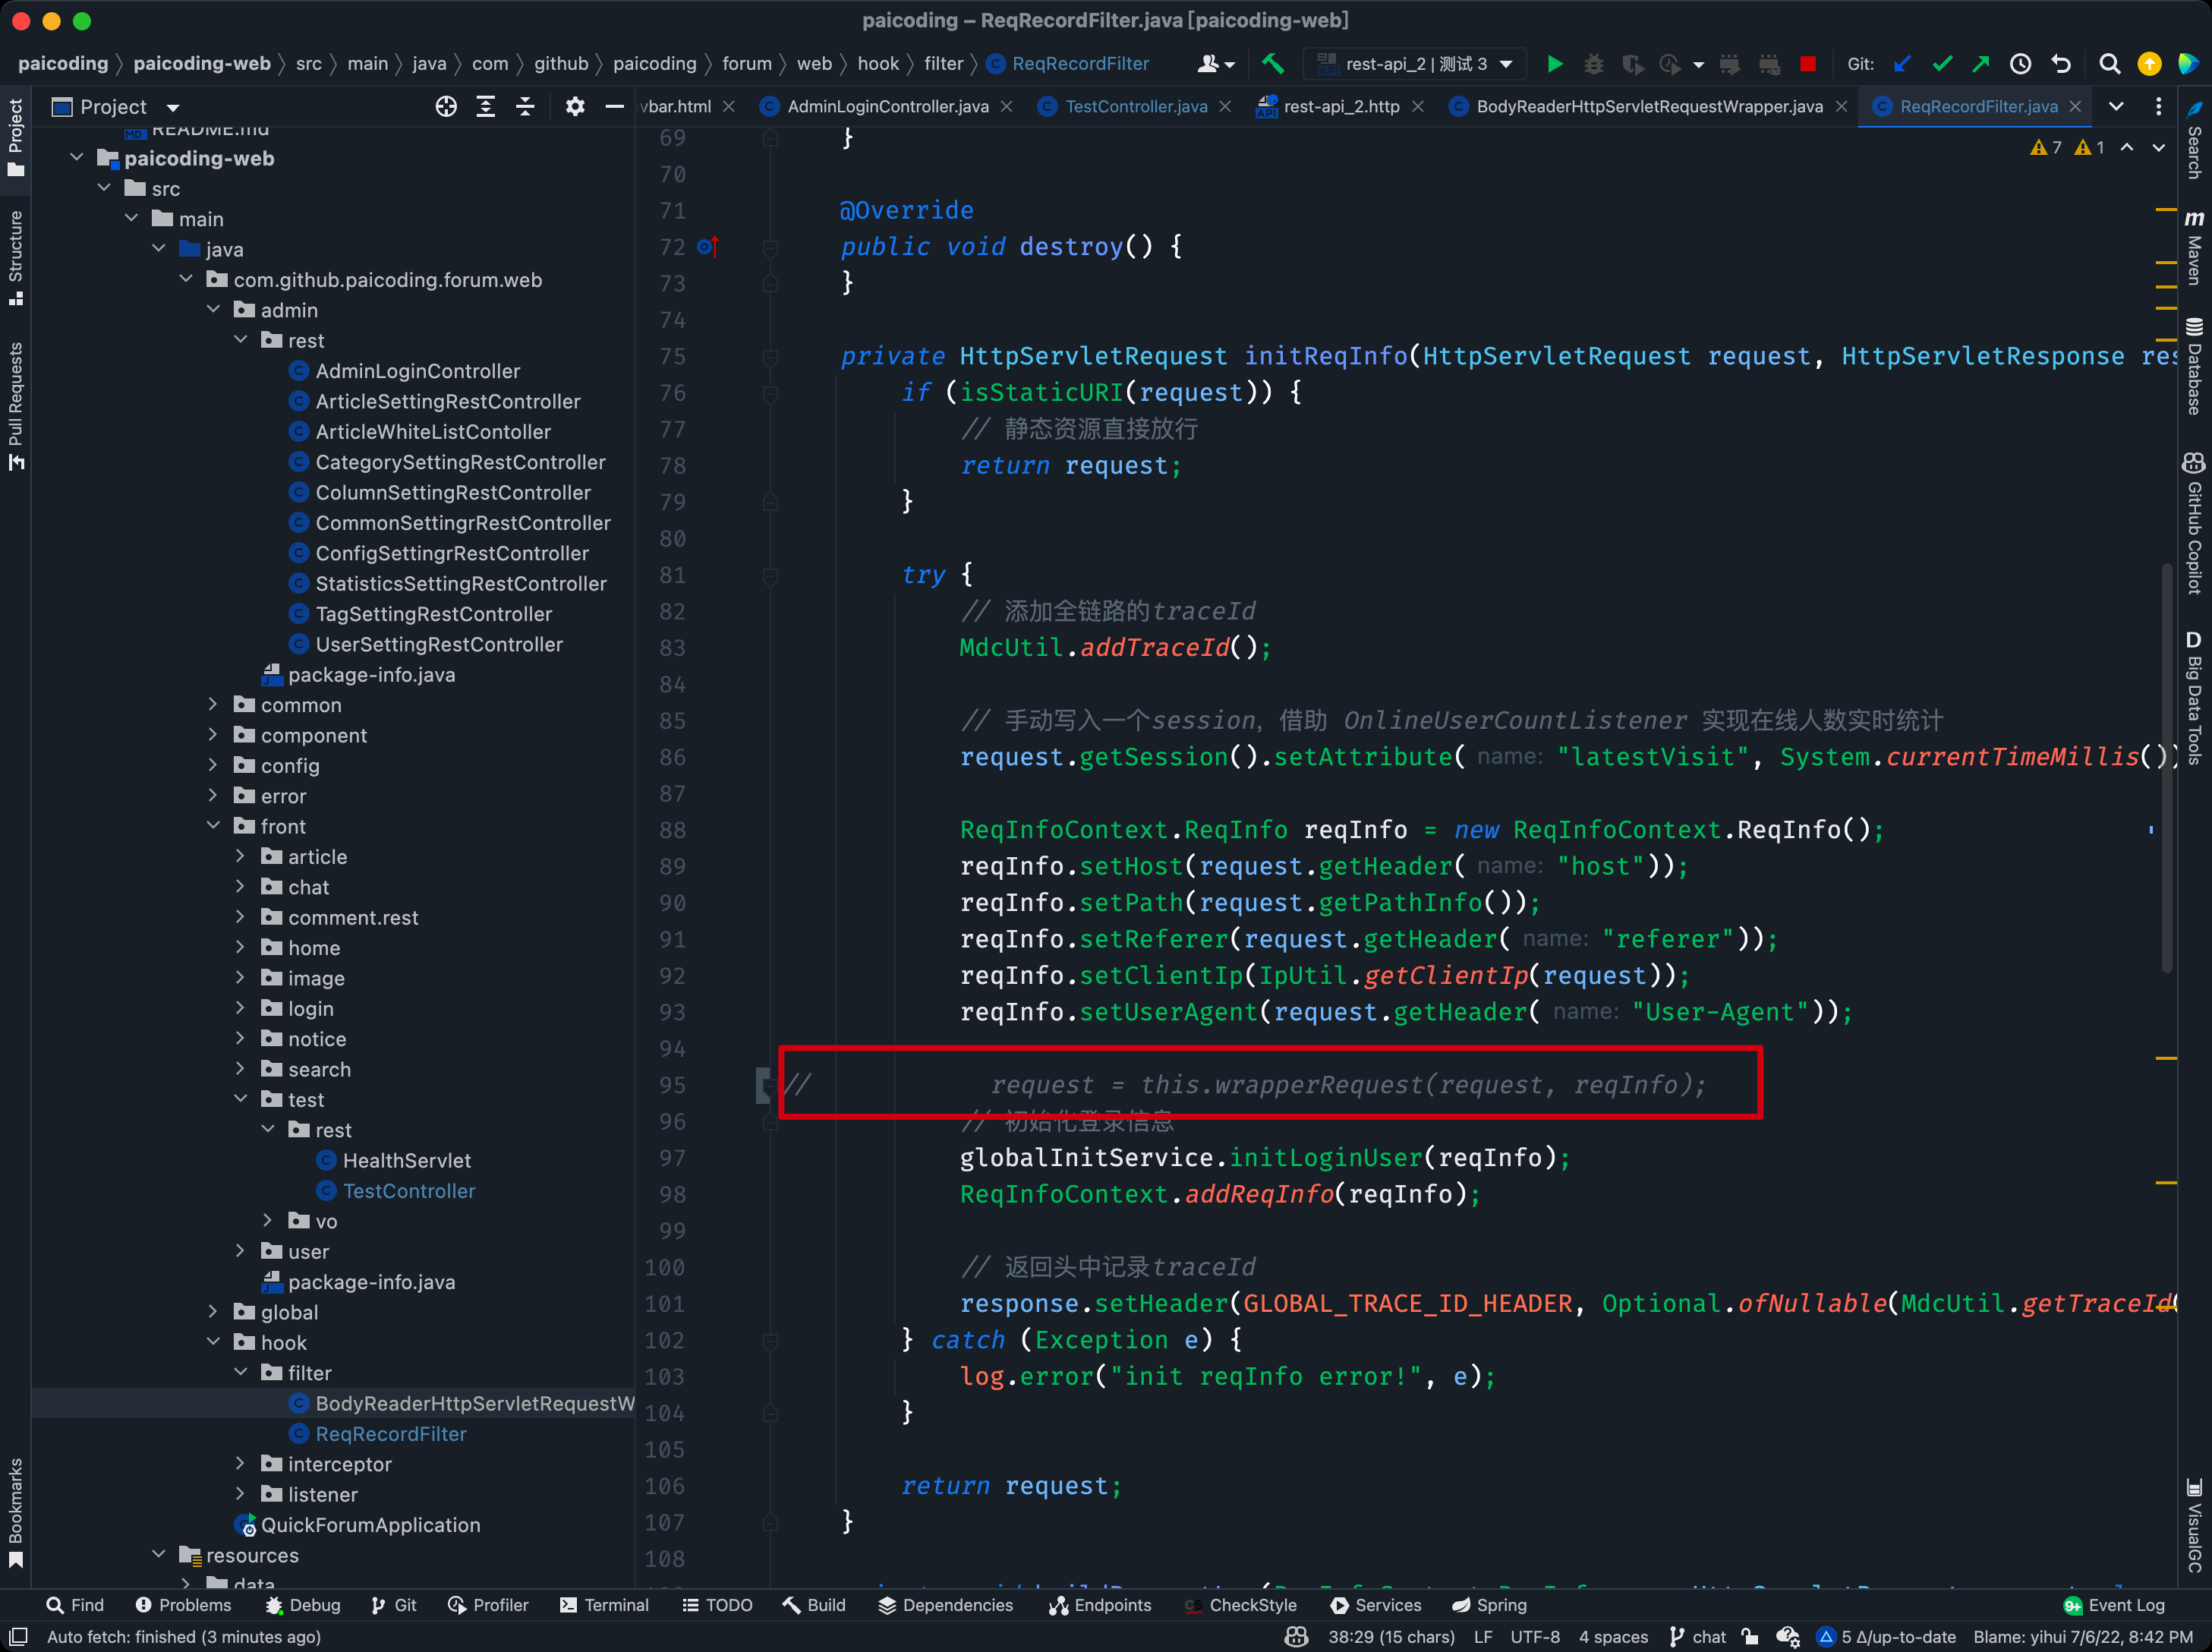 paicoding – ReqRecordFilter.java [paicoding-web]
paicoding 〉 paicoding-web 〉 src 〉 main 〉 java 〉 com 〉 github 〉 paicoding 〉 forum 〉 web 〉 hook 〉 filter 〉 ReqRecordFilter
rest-api_2 | 测试 3
Git:
Project
vbar.html
AdminLoginController.java
TestController.java
rest-api_2.http
BodyReaderHttpServletRequestWrapper.java
ReqRecordFilter.java
Project
Structure
Pull Requests
Bookmarks
README.md
paicoding-web
src
main
java
com.github.paicoding.forum.web
admin
rest
AdminLoginController
ArticleSettingRestController
ArticleWhiteListContoller
CategorySettingRestController
ColumnSettingRestController
CommonSettingrRestController
ConfigSettingrRestController
StatisticsSettingRestController
TagSettingRestController
UserSettingRestController
package-info.java
common
component
config
error
front
article
chat
comment.rest
home
image
login
notice
search
test
rest
HealthServlet
TestController
vo
user
package-info.java
global
hook
filter
BodyReaderHttpServletRequestW
ReqRecordFilter
interceptor
listener
QuickForumApplication
resources
data
7 1
69 }
70
71 @Override
72 public void destroy() {
73 }
74
75 private HttpServletRequest initReqInfo(HttpServletRequest request, HttpServletResponse res
76 if (isStaticURI(request)) {
77 // 静态资源直接放行
78 return request;
79 }
80
81 try {
82 // 添加全链路的traceId
83 MdcUtil.addTraceId();
84
85 // 手动写入一个session，借助 OnlineUserCountListener 实现在线人数实时统计
86 request.getSession().setAttribute( name: "latestVisit", System.currentTimeMillis())
87
88 ReqInfoContext.ReqInfo reqInfo = new ReqInfoContext.ReqInfo();
89 reqInfo.setHost(request.getHeader( name: "host"));
90 reqInfo.setPath(request.getPathInfo());
91 reqInfo.setReferer(request.getHeader( name: "referer"));
92 reqInfo.setClientIp(IpUtil.getClientIp(request));
93 reqInfo.setUserAgent(request.getHeader( name: "User-Agent"));
94
95 // request = this.wrapperRequest(request, reqInfo);
96 // 初始化登录信息
97 globalInitService.initLoginUser(reqInfo);
98 ReqInfoContext.addReqInfo(reqInfo);
99
100 // 返回头中记录traceId
101 response.setHeader(GLOBAL_TRACE_ID_HEADER, Optional.ofNullable(MdcUtil.getTraceId(
102 } catch (Exception e) {
103 log.error("init reqInfo error!", e);
104 }
105
106 return request;
107 }
108
Search
Maven
Database
GitHub Copilot
D Big Data Tools
VisualGC
Find
Problems
Debug
Git
Profiler
Terminal
TODO
Build
Dependencies
Endpoints
CheckStyle
Services
Spring
9+ Event Log
Auto fetch: finished (3 minutes ago)
38:29 (15 chars)
LF
UTF-8
4 spaces
chat
5 Δ/up-to-date
Blame: yihui 7/6/22, 8:42 PM